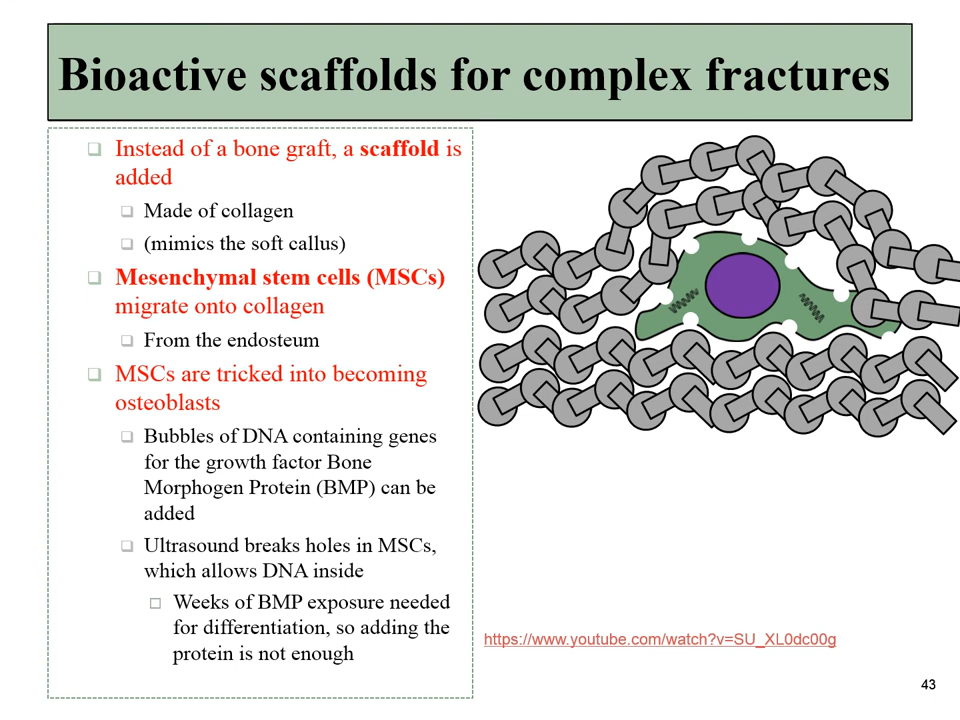 Bioactive scaffolds for complex fractures
Instead of a bone graft, a scaffold is
added
Made of collagen
(mimics the soft callus)
Mesenchymal stem cells (MSCs)
migrate onto collagen
From the endosteum
MSCs are tricked into becoming
osteoblasts
Bubbles of DNA containing genes
for the growth factor Bone
Morphogen Protein (BMP) can be
added
Ultrasound breaks holes in MSCs,
which allows DNA inside
Weeks of BMP exposure needed
for differentiation, so adding the
protein is not enough
https://www.youtube.com/watch?v=SU_XL0dc00g
43